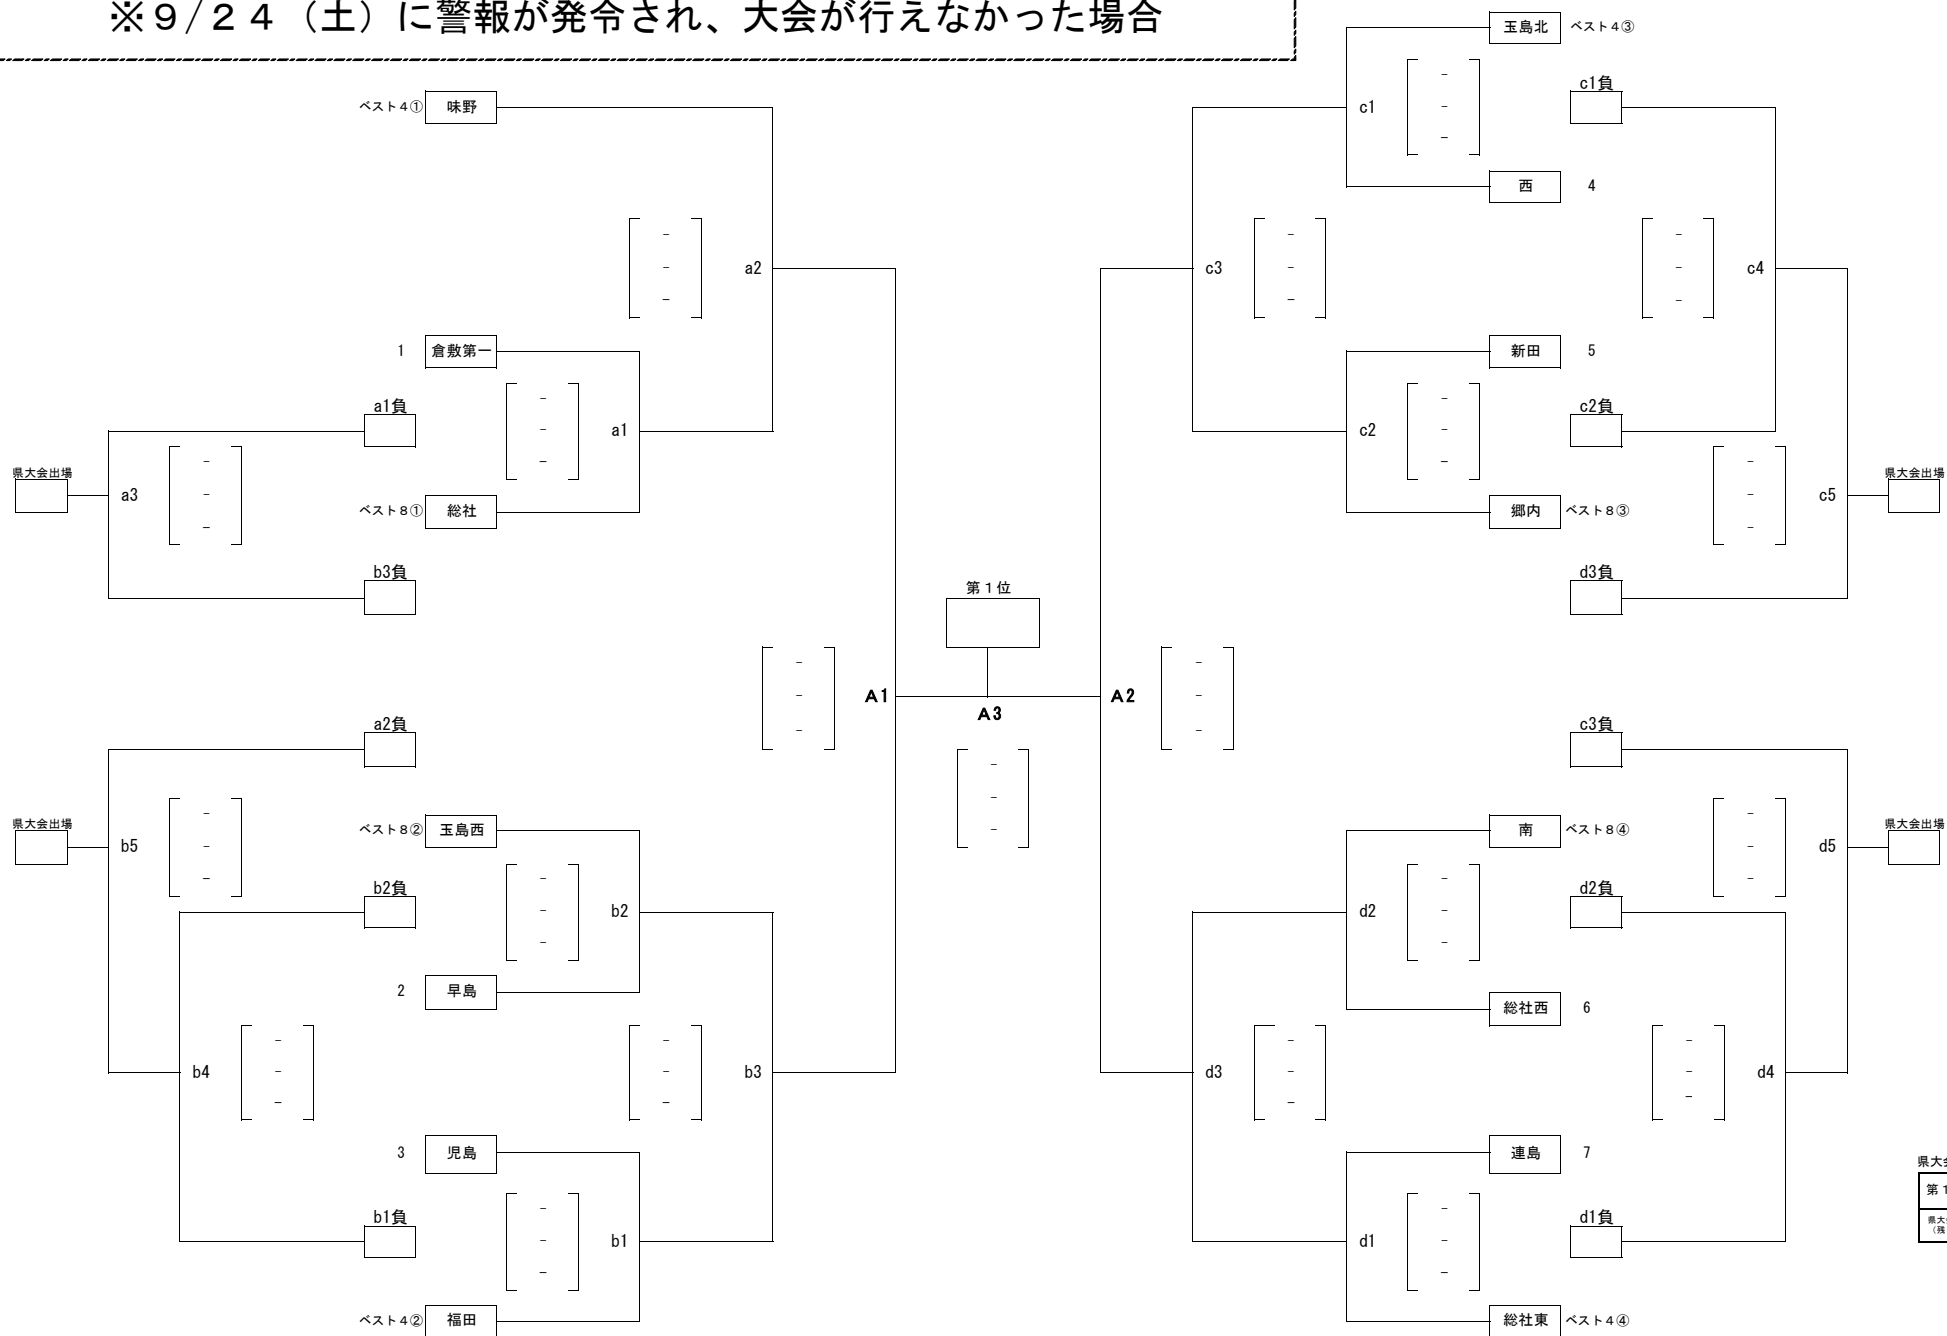 ※９/２４（土）に警報が発令され、大会が行えなかった場合
玉島北 ベスト４③
c1負
ベスト４① 味野
- - -
c1
西 4
- - -
a2
- - -
c3
- - -
c4
1 倉敷第一
新田 5
a1負
- - -
a1
- - -
c2
c2負
県大会出場
a3
- - -
- - -
c5
県大会出場
ベスト８① 総社
郷内 ベスト８③
b3負
d3負
第１位
- - -
A1
A3
A2
- - -
- - -
a2負
c3負
県大会出場
b5
- - -
ベスト８② 玉島西
南 ベスト８④
- - -
d5
県大会出場
b2負
- - -
b2
- - -
d2
d2負
2 早島
総社西 6
b4
- - -
- - -
b3
d3
- - -
- - -
d4
3 児島
連島 7
b1負
- - -
b1
d1
- - -
d1負
ベスト４② 福田
総社東 ベスト４④
県大
第１
県大
（残